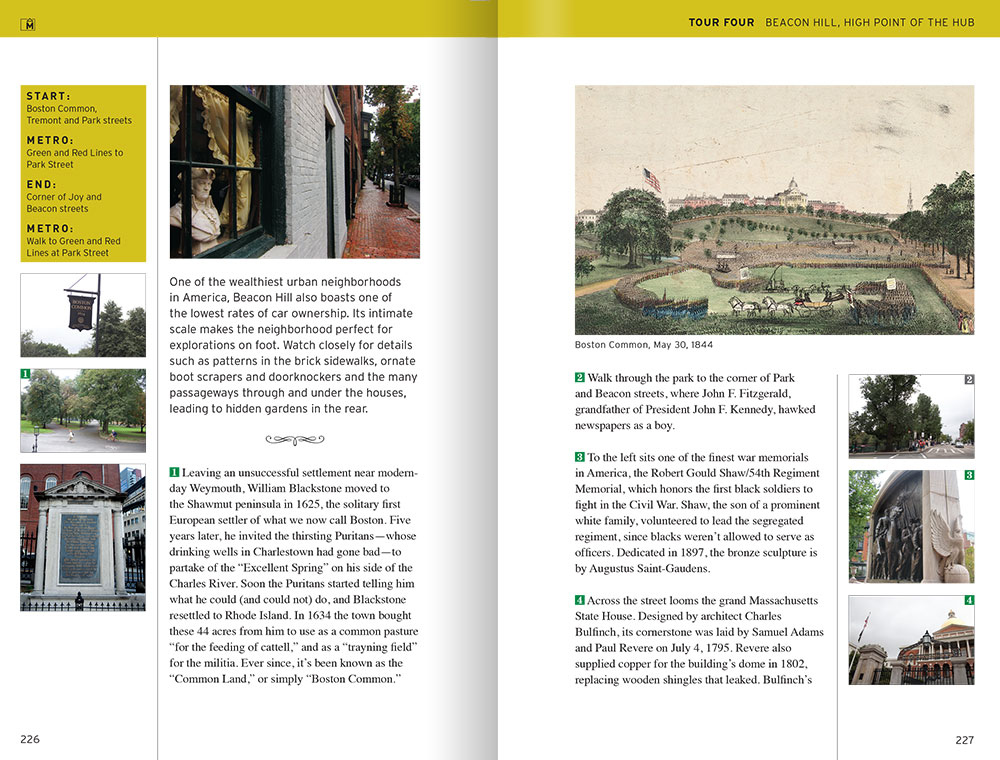 M
TOUR FOUR BEACON HILL, HIGH POINT OF THE HUB
START:
Boston Common,
Tremont and Park streets
METRO:
Green and Red Lines to
Park Street
END:
Corner of Joy and
Beacon streets
METRO:
Walk to Green and Red
Lines at Park Street
BOSTON
COMMON
1
One of the wealthiest urban neighborhoods
in America, Beacon Hill also boasts one of
the lowest rates of car ownership. Its intimate
scale makes the neighborhood perfect for
explorations on foot. Watch closely for details
such as patterns in the brick sidewalks, ornate
boot scrapers and doorknockers and the many
passageways through and under the houses,
leading to hidden gardens in the rear.
1 Leaving an unsuccessful settlement near modern-
day Weymouth, William Blackstone moved to
the Shawmut peninsula in 1625, the solitary first
European settler of what we now call Boston. Five
years later, he invited the thirsting Puritans—whose
drinking wells in Charlestown had gone bad—to
partake of the “Excellent Spring” on his side of the
Charles River. Soon the Puritans started telling him
what he could (and could not) do, and Blackstone
resettled to Rhode Island. In 1634 the town bought
these 44 acres from him to use as a common pasture
“for the feeding of cattell,” and as a “trayning field”
for the militia. Ever since, it’s been known as the
“Common Land,” or simply “Boston Common.”
226
Boston Common, May 30, 1844
2 Walk through the park to the corner of Park
and Beacon streets, where John F. Fitzgerald,
grandfather of President John F. Kennedy, hawked
newspapers as a boy.
3 To the left sits one of the finest war memorials
in America, the Robert Gould Shaw/54th Regiment
Memorial, which honors the first black soldiers to
fight in the Civil War. Shaw, the son of a prominent
white family, volunteered to lead the segregated
regiment, since blacks weren’t allowed to serve as
officers. Dedicated in 1897, the bronze sculpture is
by Augustus Saint-Gaudens.
4 Across the street looms the grand Massachusetts
State House. Designed by architect Charles
Bulfinch, its cornerstone was laid by Samuel Adams
and Paul Revere on July 4, 1795. Revere also
supplied copper for the building’s dome in 1802,
replacing wooden shingles that leaked. Bulfinch’s
2
3
4
227